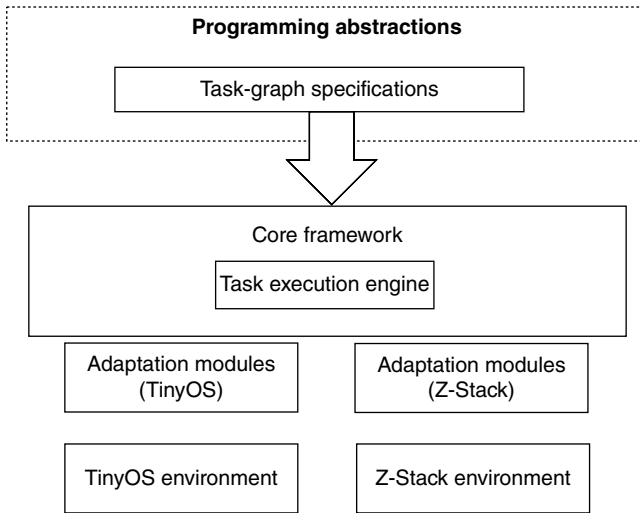 Programming abstractions
Task-graph specifications
Core framework
Task execution engine
Adaptation modules
(TinyOS)
Adaptation modules
(Z-Stack)
TinyOS environment
Z-Stack environment